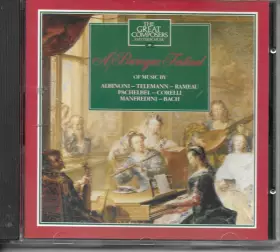 THE
GREAT
COMPOSERS
A Baroque Festival
OF MUSIC BY
ALBINONI – TELEMANN – RAMEAU
PACHELBEL – CORELLI
MANFREDINI – BACH